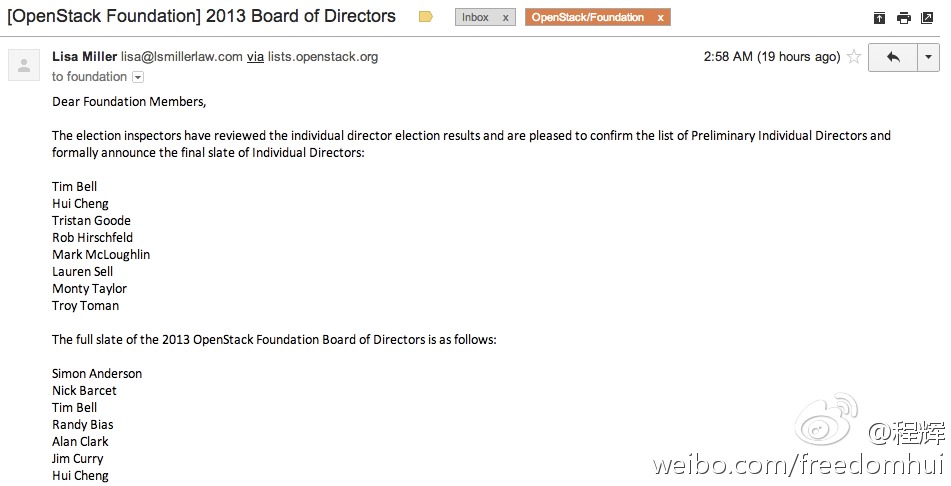 [OpenStack Foundation] 2013 Board of Directors
Inbox x
OpenStack/Foundation x
Lisa Miller lisa@lsmillerlaw.com via lists.openstack.org
2:58 AM (19 hours ago)
to foundation
Dear Foundation Members,
The election inspectors have reviewed the individual director election results and are pleased to confirm the list of Preliminary Individual Directors and
formally announce the final slate of Individual Directors:
Tim Bell
Hui Cheng
Tristan Goode
Rob Hirschfeld
Mark McLoughlin
Lauren Sell
Monty Taylor
Troy Toman
The full slate of the 2013 OpenStack Foundation Board of Directors is as follows:
Simon Anderson
Nick Barcet
Tim Bell
Randy Bias
Alan Clark
Jim Curry
Hui Cheng
@程辉
weibo.com/freedomhui